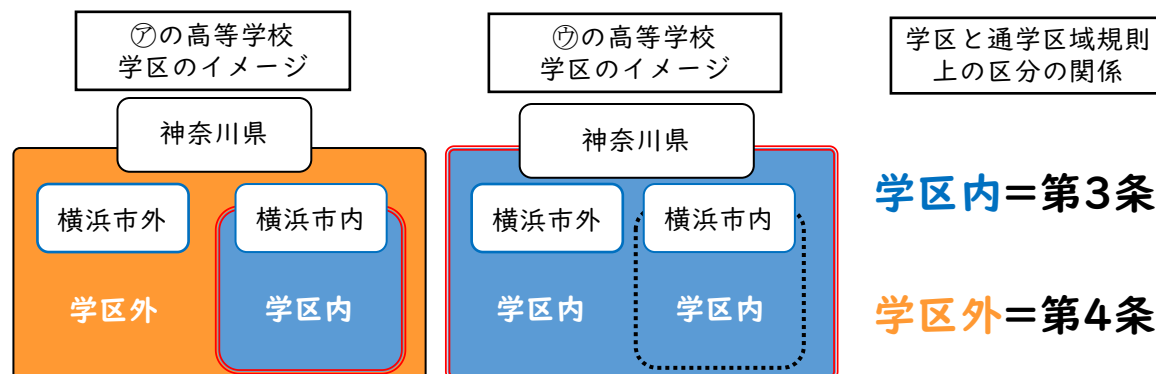 ㋐の高等学校
学区のイメージ
神奈川県
横浜市外
横浜市内
学区外
学区内
㋒の高等学校
学区のイメージ
神奈川県
横浜市外
横浜市内
学区内
学区内
学区と通学区域規則
上の区分の関係
学区内=第3条
学区外=第4条